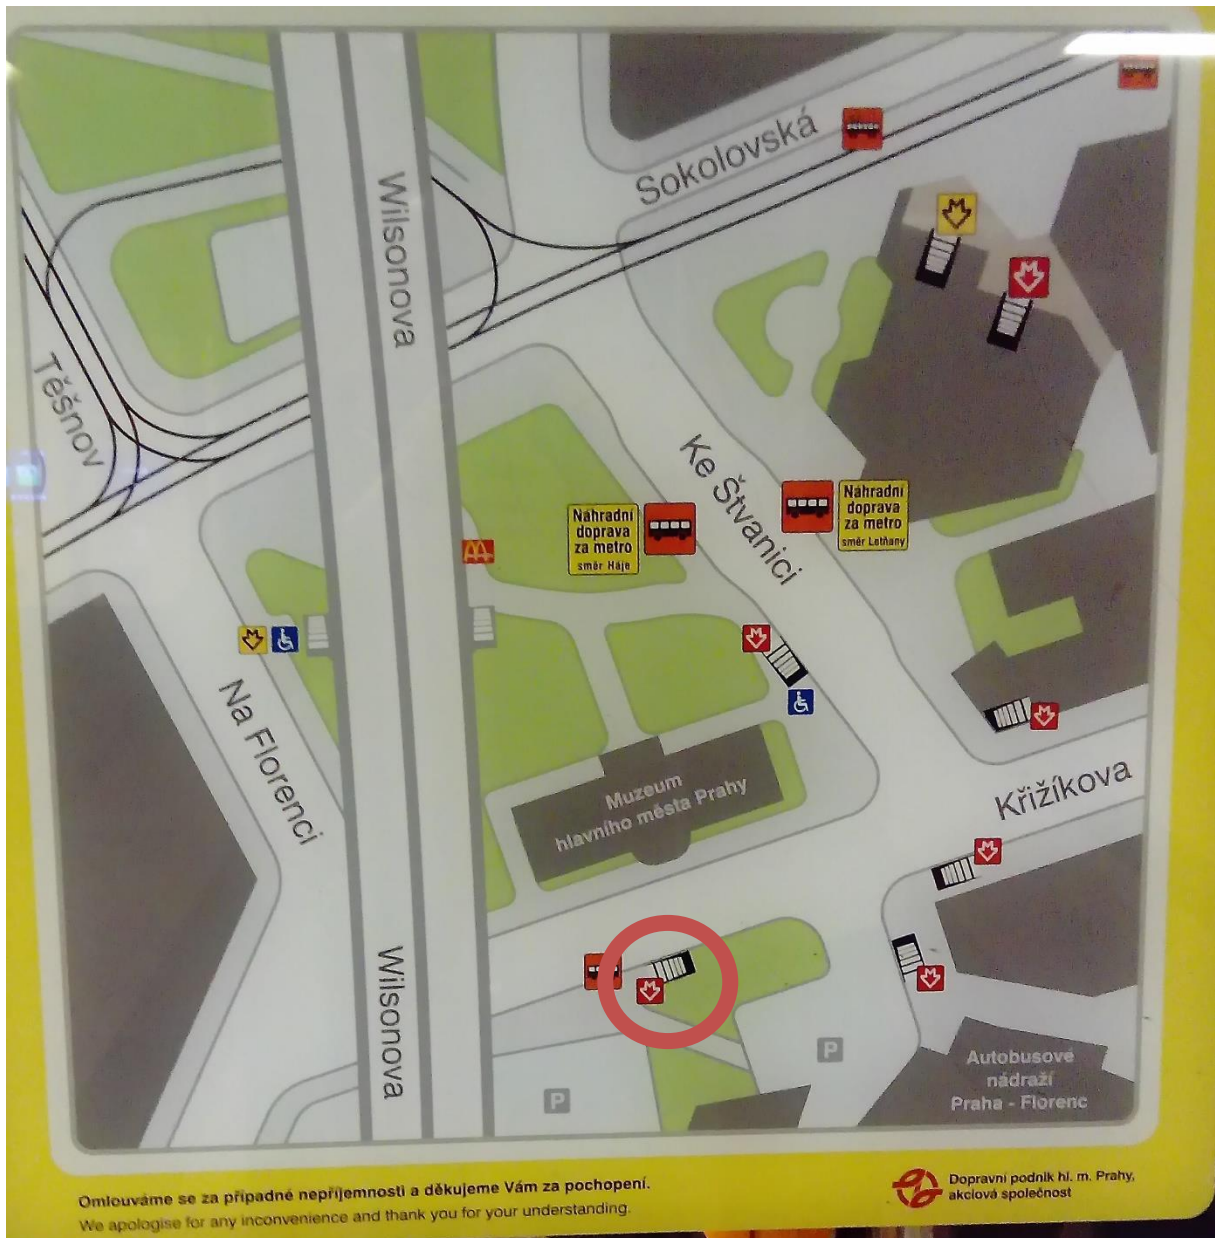 Sokolovská
Wilsonova
Těšnov
Ke Štvanici
Náhradní
doprava
za metro
směr Letňany
Náhradní
doprava
za metro
směr Háje
Na Florenci
Muzeum
hlavního města Prahy
Křižíkova
Wilsonova
P
P
Autobusové
nádraží
Praha - Florenc
Omlouváme se za případné nepříjemnosti a děkujeme Vám za pochopení.
We apologise for any inconvenience and thank you for your understanding.
Dopravní podnik hl. m. Prahy,
akciová společnost